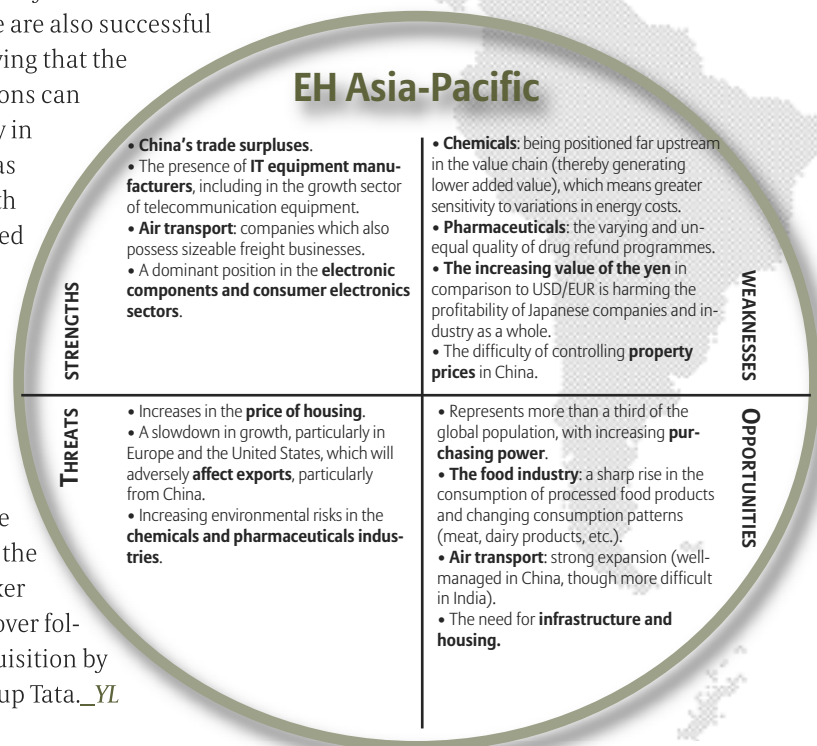 e are also successful
ving that the
ons can
y in
as
th
ed
e
the
ker
over fol-
uisition by
up Tata._YL
EH Asia-Pacific
STRENGTHS
• China's trade surpluses.
• The presence of IT equipment manu-
facturers, including in the growth sector
of telecommunication equipment.
• Air transport: companies which also
possess sizeable freight businesses.
• A dominant position in the electronic
components and consumer electronics
sectors.
WEAKNESSES
• Chemicals: being positioned far upstream
in the value chain (thereby generating
lower added value), which means greater
sensitivity to variations in energy costs.
• Pharmaceuticals: the varying and un-
equal quality of drug refund programmes.
• The increasing value of the yen in
comparison to USD/EUR is harming the
profitability of Japanese companies and in-
dustry as a whole.
• The difficulty of controlling property
prices in China.
THREATS
• Increases in the price of housing.
• A slowdown in growth, particularly in
Europe and the United States, which will
adversely affect exports, particularly
from China.
• Increasing environmental risks in the
chemicals and pharmaceuticals indus-
tries.
OPPORTUNITIES
• Represents more than a third of the
global population, with increasing pur-
chasing power.
• The food industry: a sharp rise in the
consumption of processed food products
and changing consumption patterns
(meat, dairy products, etc.).
• Air transport: strong expansion (well-
managed in China, though more difficult
in India).
• The need for infrastructure and
housing.